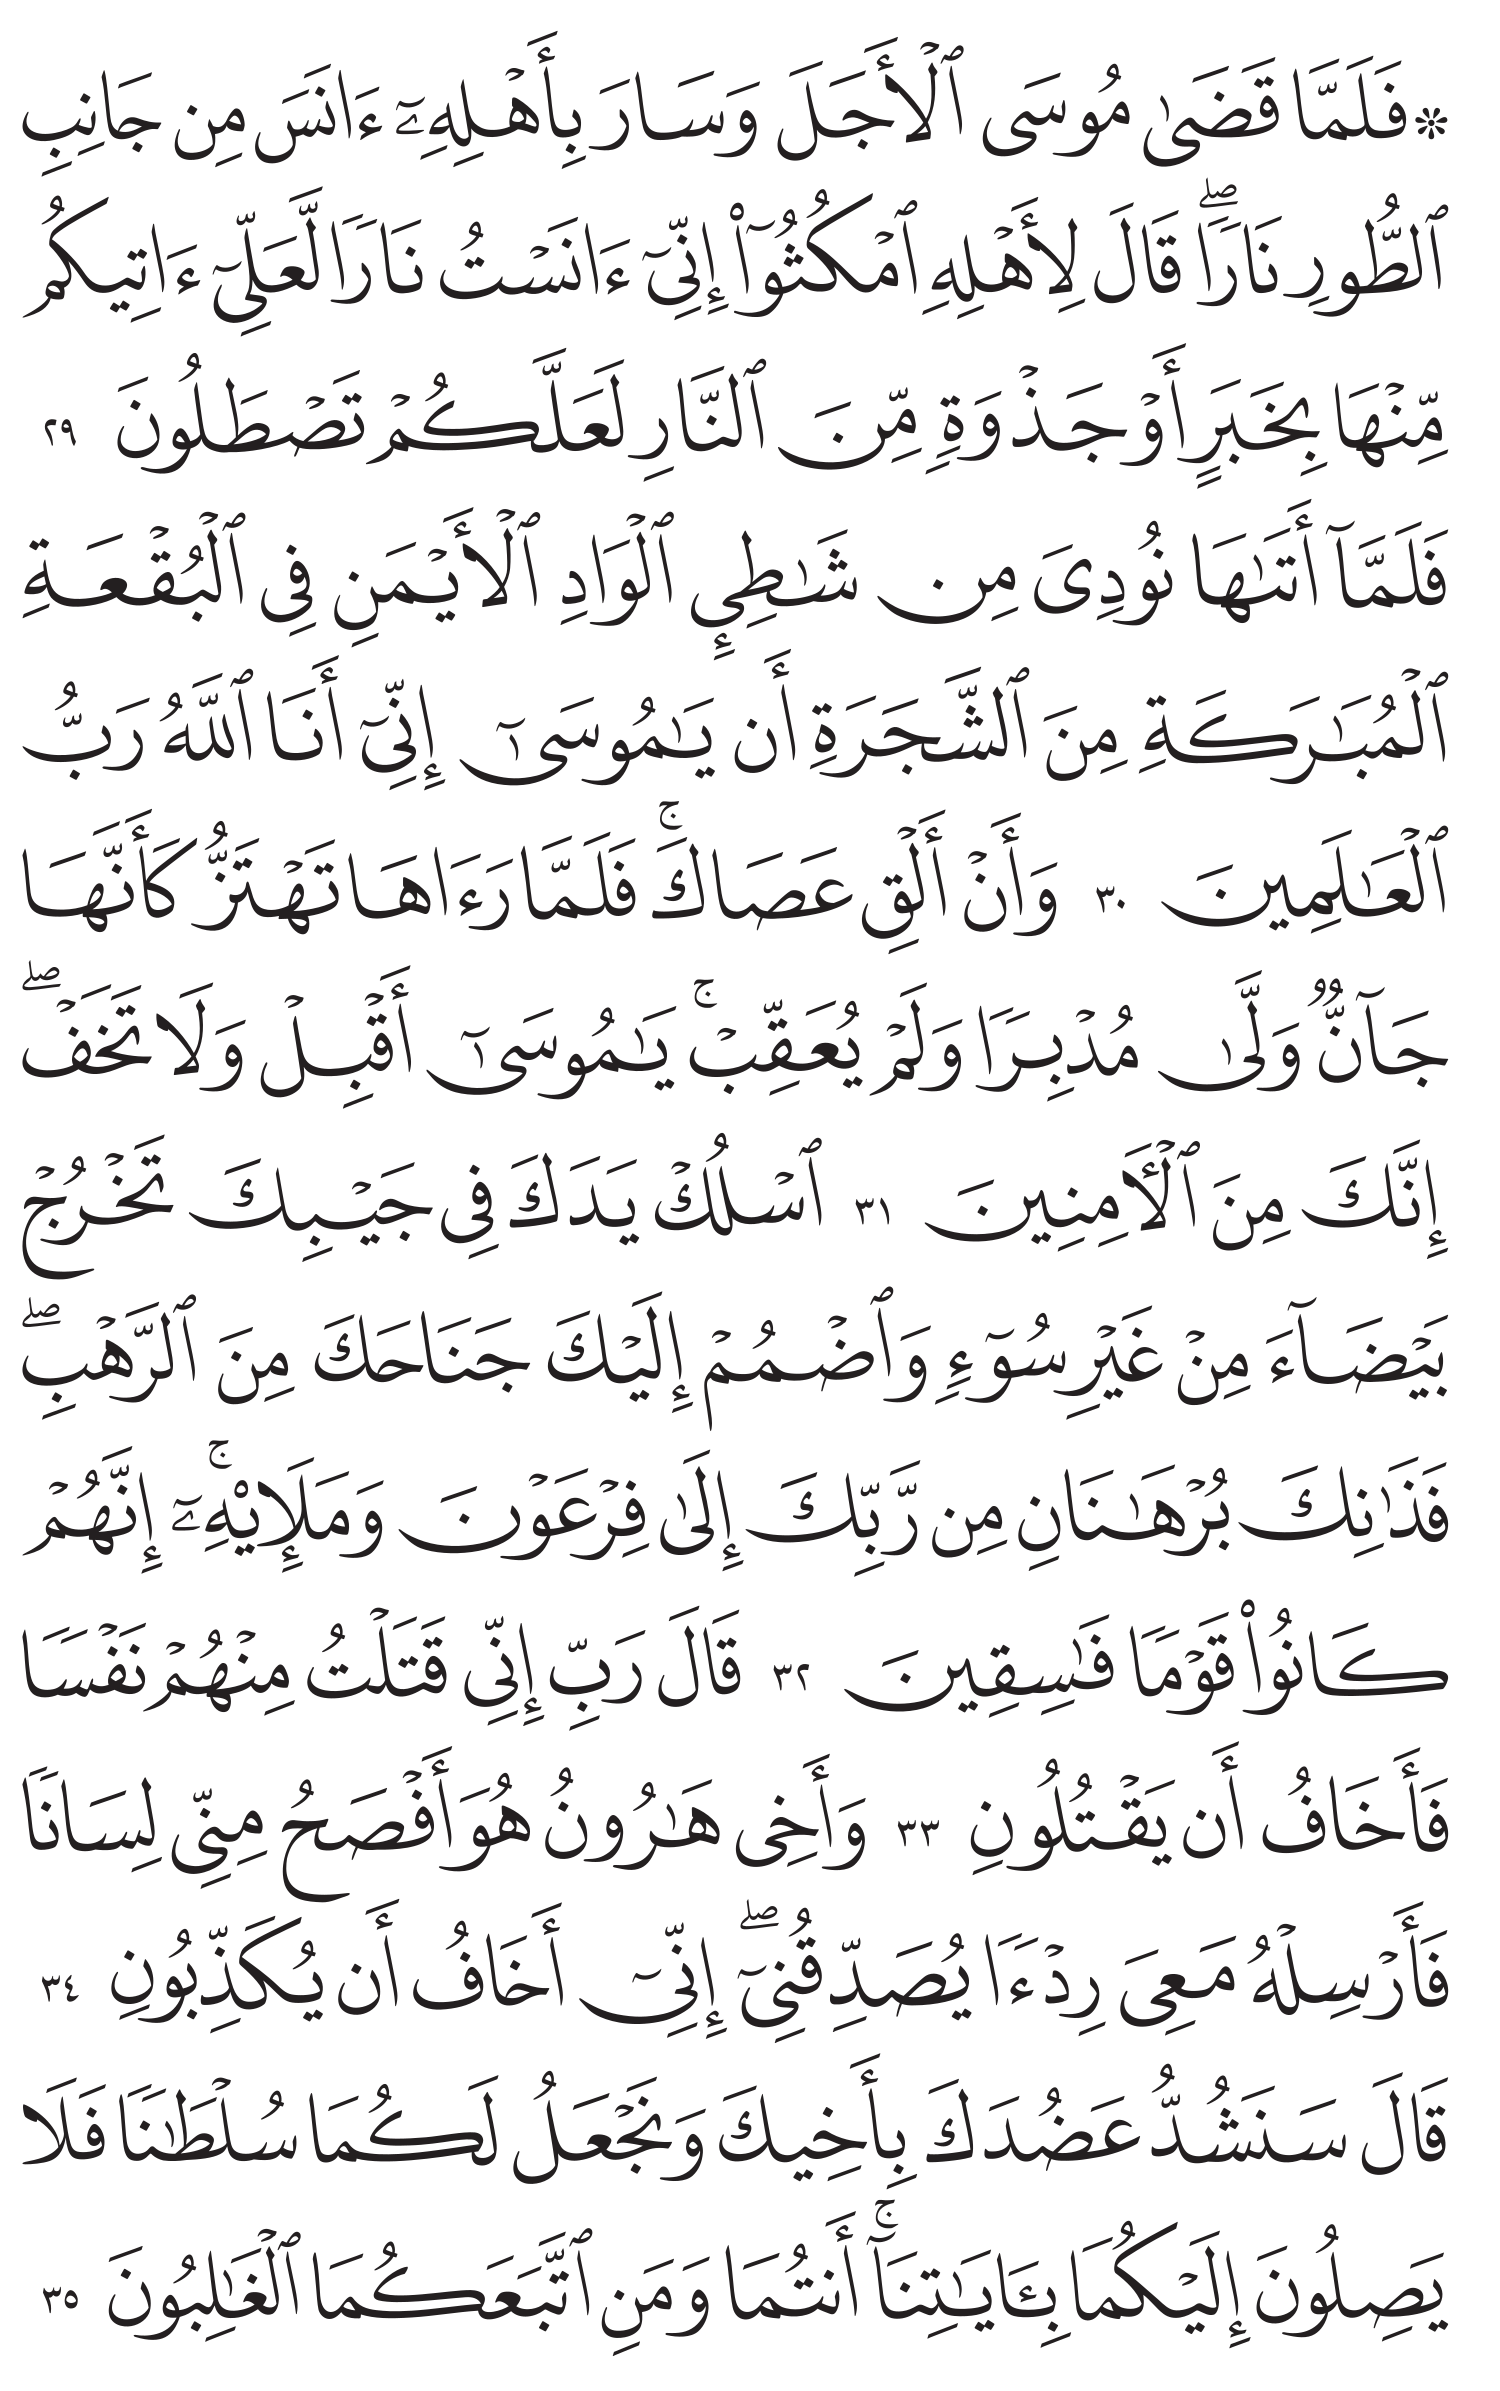 ۞ فَلَمَّا قَضَىٰ مُوسَى ٱلْأَجَلَ وَسَارَ بِأَهْلِهِۦٓ ءَانَسَ مِن جَانِبِ
ٱلطُّورِ نَارًاۖ قَالَ لِأَهْلِهِ ٱمْكُثُوٓا۟ إِنِّىٓ ءَانَسْتُ نَارًا لَّعَلِّىٓ ءَاتِيكُم
مِّنْهَا بِخَبَرٍ أَوْ جَذْوَةٍ مِّنَ ٱلنَّارِ لَعَلَّكُمْ تَصْطَلُونَ ٢٩
فَلَمَّآ أَتَىٰهَا نُودِىَ مِن شَـٰطِئِ ٱلْوَادِ ٱلْأَيْمَنِ فِى ٱلْبُقْعَةِ
ٱلْمُبَـٰرَكَةِ مِنَ ٱلشَّجَرَةِ أَن يَـٰمُوسَىٰٓ إِنِّىٓ أَنَا ٱللَّهُ رَبُّ
ٱلْعَـٰلَمِينَ ٣٠ وَأَنْ أَلْقِ عَصَاكَۚ فَلَمَّا رَءَاهَا تَهْتَزُّ كَأَنَّهَا
جَآنٌّ وَلَّىٰ مُدْبِرًا وَلَمْ يُعَقِّبْۚ يَـٰمُوسَىٰٓ أَقْبِلْ وَلَا تَخَفْۖ
إِنَّكَ مِنَ ٱلْـَٔامِنِينَ ٣١ ٱسْلُكْ يَدَكَ فِى جَيْبِكَ تَخْرُجْ
بَيْضَآءَ مِنْ غَيْرِ سُوٓءٍ وَٱضْمُمْ إِلَيْكَ جَنَاحَكَ مِنَ ٱلرَّهْبِۖ
فَذَٰنِكَ بُرْهَـٰنَانِ مِن رَّبِّكَ إِلَىٰ فِرْعَوْنَ وَمَلَإِي۟هِۦٓۚ إِنَّهُمْ
كَانُوا۟ قَوْمًا فَـٰسِقِينَ ٣٢ قَالَ رَبِّ إِنِّى قَتَلْتُ مِنْهُمْ نَفْسًا
فَأَخَافُ أَن يَقْتُلُونِ ٣٣ وَأَخِى هَـٰرُونُ هُوَ أَفْصَحُ مِنِّى لِسَانًا
فَأَرْسِلْهُ مَعِىَ رِدْءًا يُصَدِّقُنِىٓۖ إِنِّىٓ أَخَافُ أَن يُكَذِّبُونِ ٣٤
قَالَ سَنَشُدُّ عَضُدَكَ بِأَخِيكَ وَنَجْعَلُ لَكُمَا سُلْطَـٰنًا فَلَا
يَصِلُونَ إِلَيْكُمَا بِـَٔايَـٰتِنَآۚ أَنتُمَا وَمَنِ ٱتَّبَعَكُمَا ٱلْغَـٰلِبُونَ ٣٥